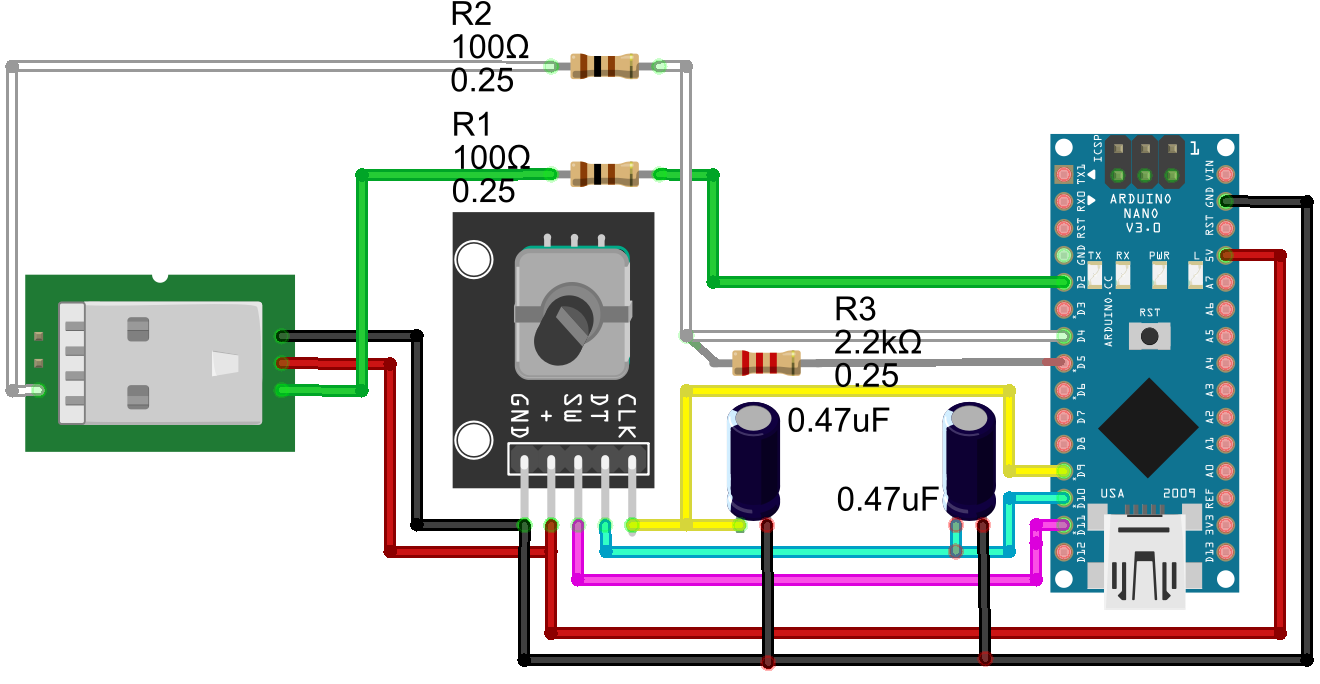 R2
100Ω
0.25
R1
100Ω
0.25
R3
2.2kΩ
0.25
0.47uF
0.47uF
GND
+
SW
DT
CLK
ICSP
1
TX1
RX0
RST
GND
D2
D3
D4
D5
D6
D7
D8
D9
D10
D11
D12
VIN
GND
RST
5V
A7
A6
A5
A4
A3
A2
A1
A0
REF
3V3
D13
ARDUINO
NANO
V3.0
TX
RX
PWR
L
ARDUINO.CC
RST
USA
2009